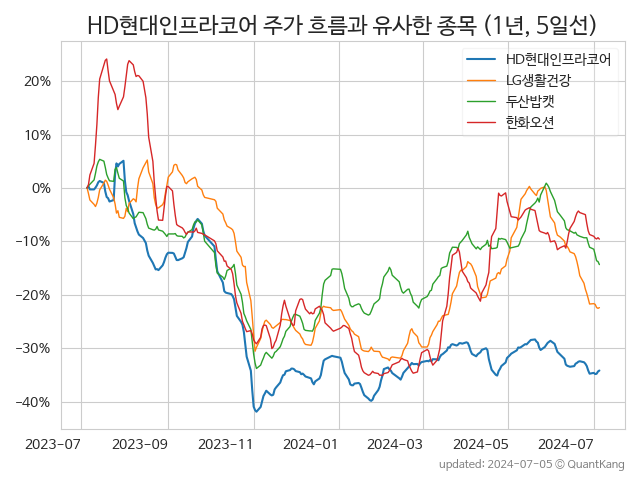 HD현대인프라코어 주가 흐름과 유사한 종목 (1년, 5일선)
HD현대인프라코어
LG생활건강
두산밥캣
한화오션
20%
10%
0%
−10%
−20%
−30%
−40%
2023-07 2023-09 2023-11 2024-01 2024-03 2024-05 2024-07
updated: 2024-07-05 © QuantKang